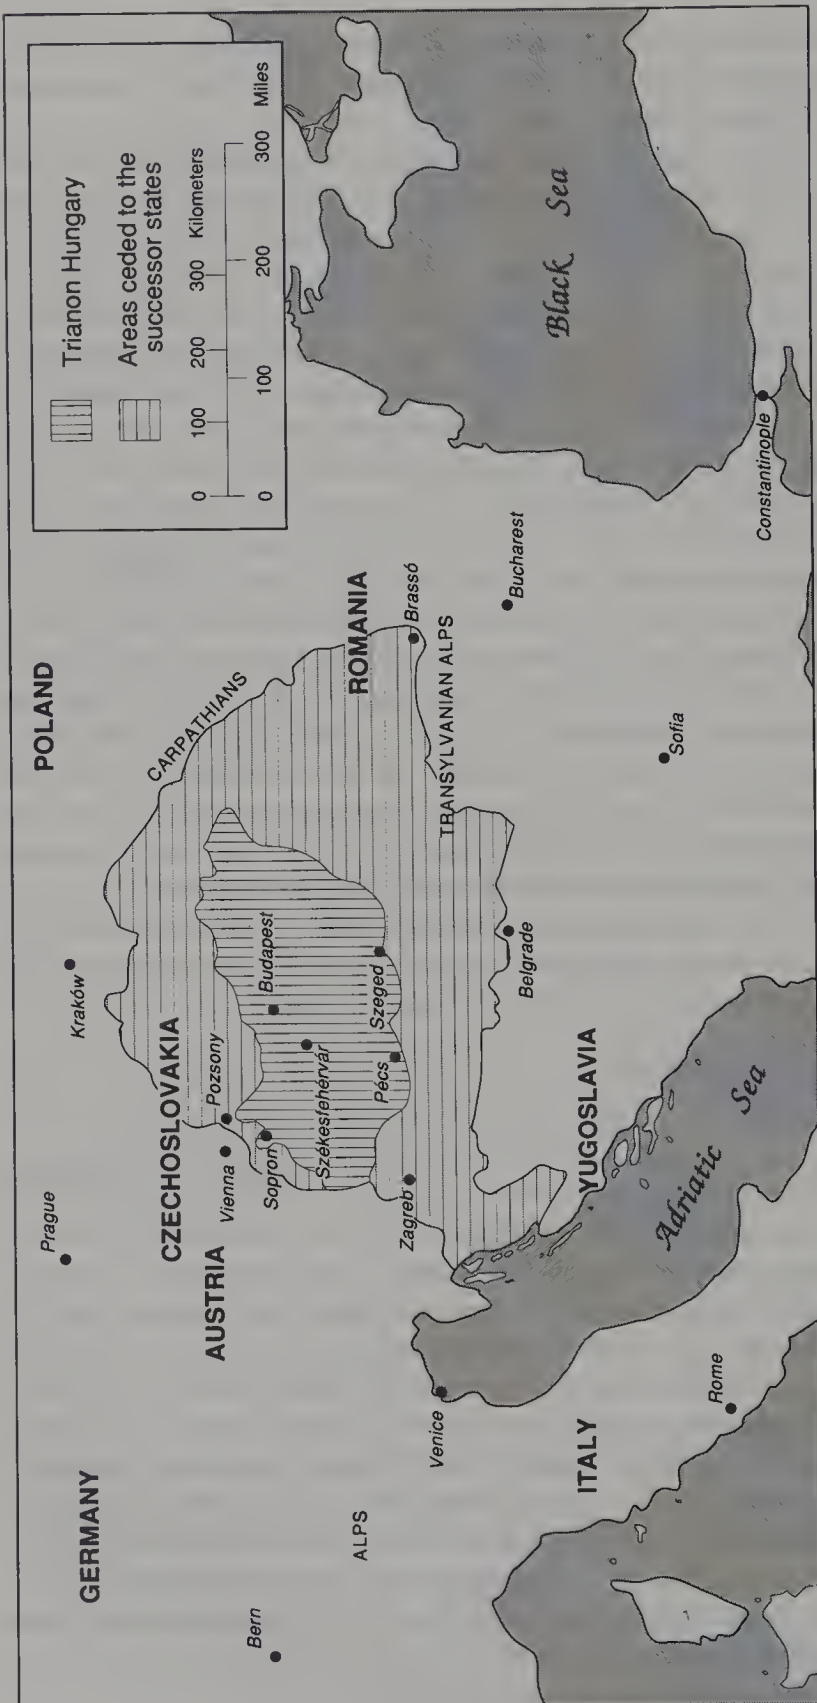 Trianon Hungary
Areas ceded to the
successor states
0 100 200 300 Kilometers
0 100 200 300 Miles
GERMANY
Prague
Kraków
POLAND
CARPATHIANS
CZECHOSLOVAKIA
AUSTRIA
Vienna
Pozsony
Bern
Sopron
Budapest
Székesfehérvár
ALPS
ROMANIA
Pécs
Szeged
Brassó
Zagreb
Venice
TRANSYLVANIAN ALPS
Bucharest
Belgrade
Black Sea
ITALY
YUGOSLAVIA
Sofia
Adriatic Sea
Rome
Constantinople